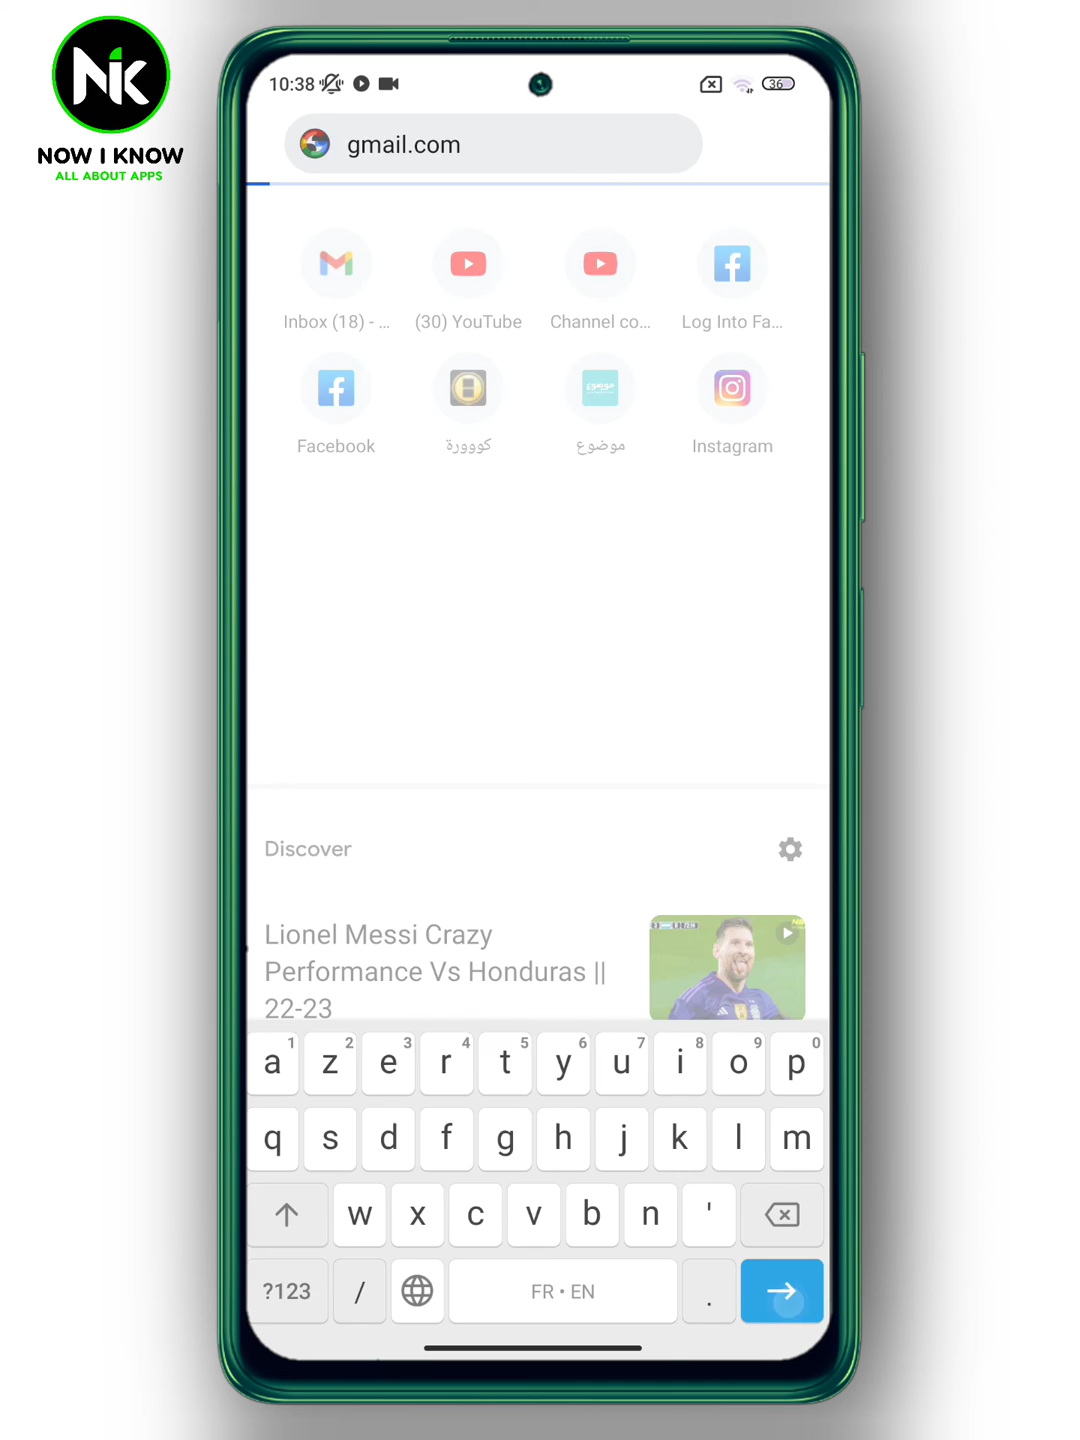 NiK
NOW I KNOW
ALL ABOUT APPS
10:38
36
gmail.com
Inbox (18) - ...
(30) YouTube
Channel co...
Log Into Fa...
Facebook
كووورة
موضوع
موضوع
Instagram
Discover
Lionel Messi Crazy
Performance Vs Honduras ||
22-23
a 1 z 2 e 3 r 4 t 5 y 6 u 7 i 8 o 9 p 0
q s d f g h j k l m
w x c v b n '
?123 / FR • EN .